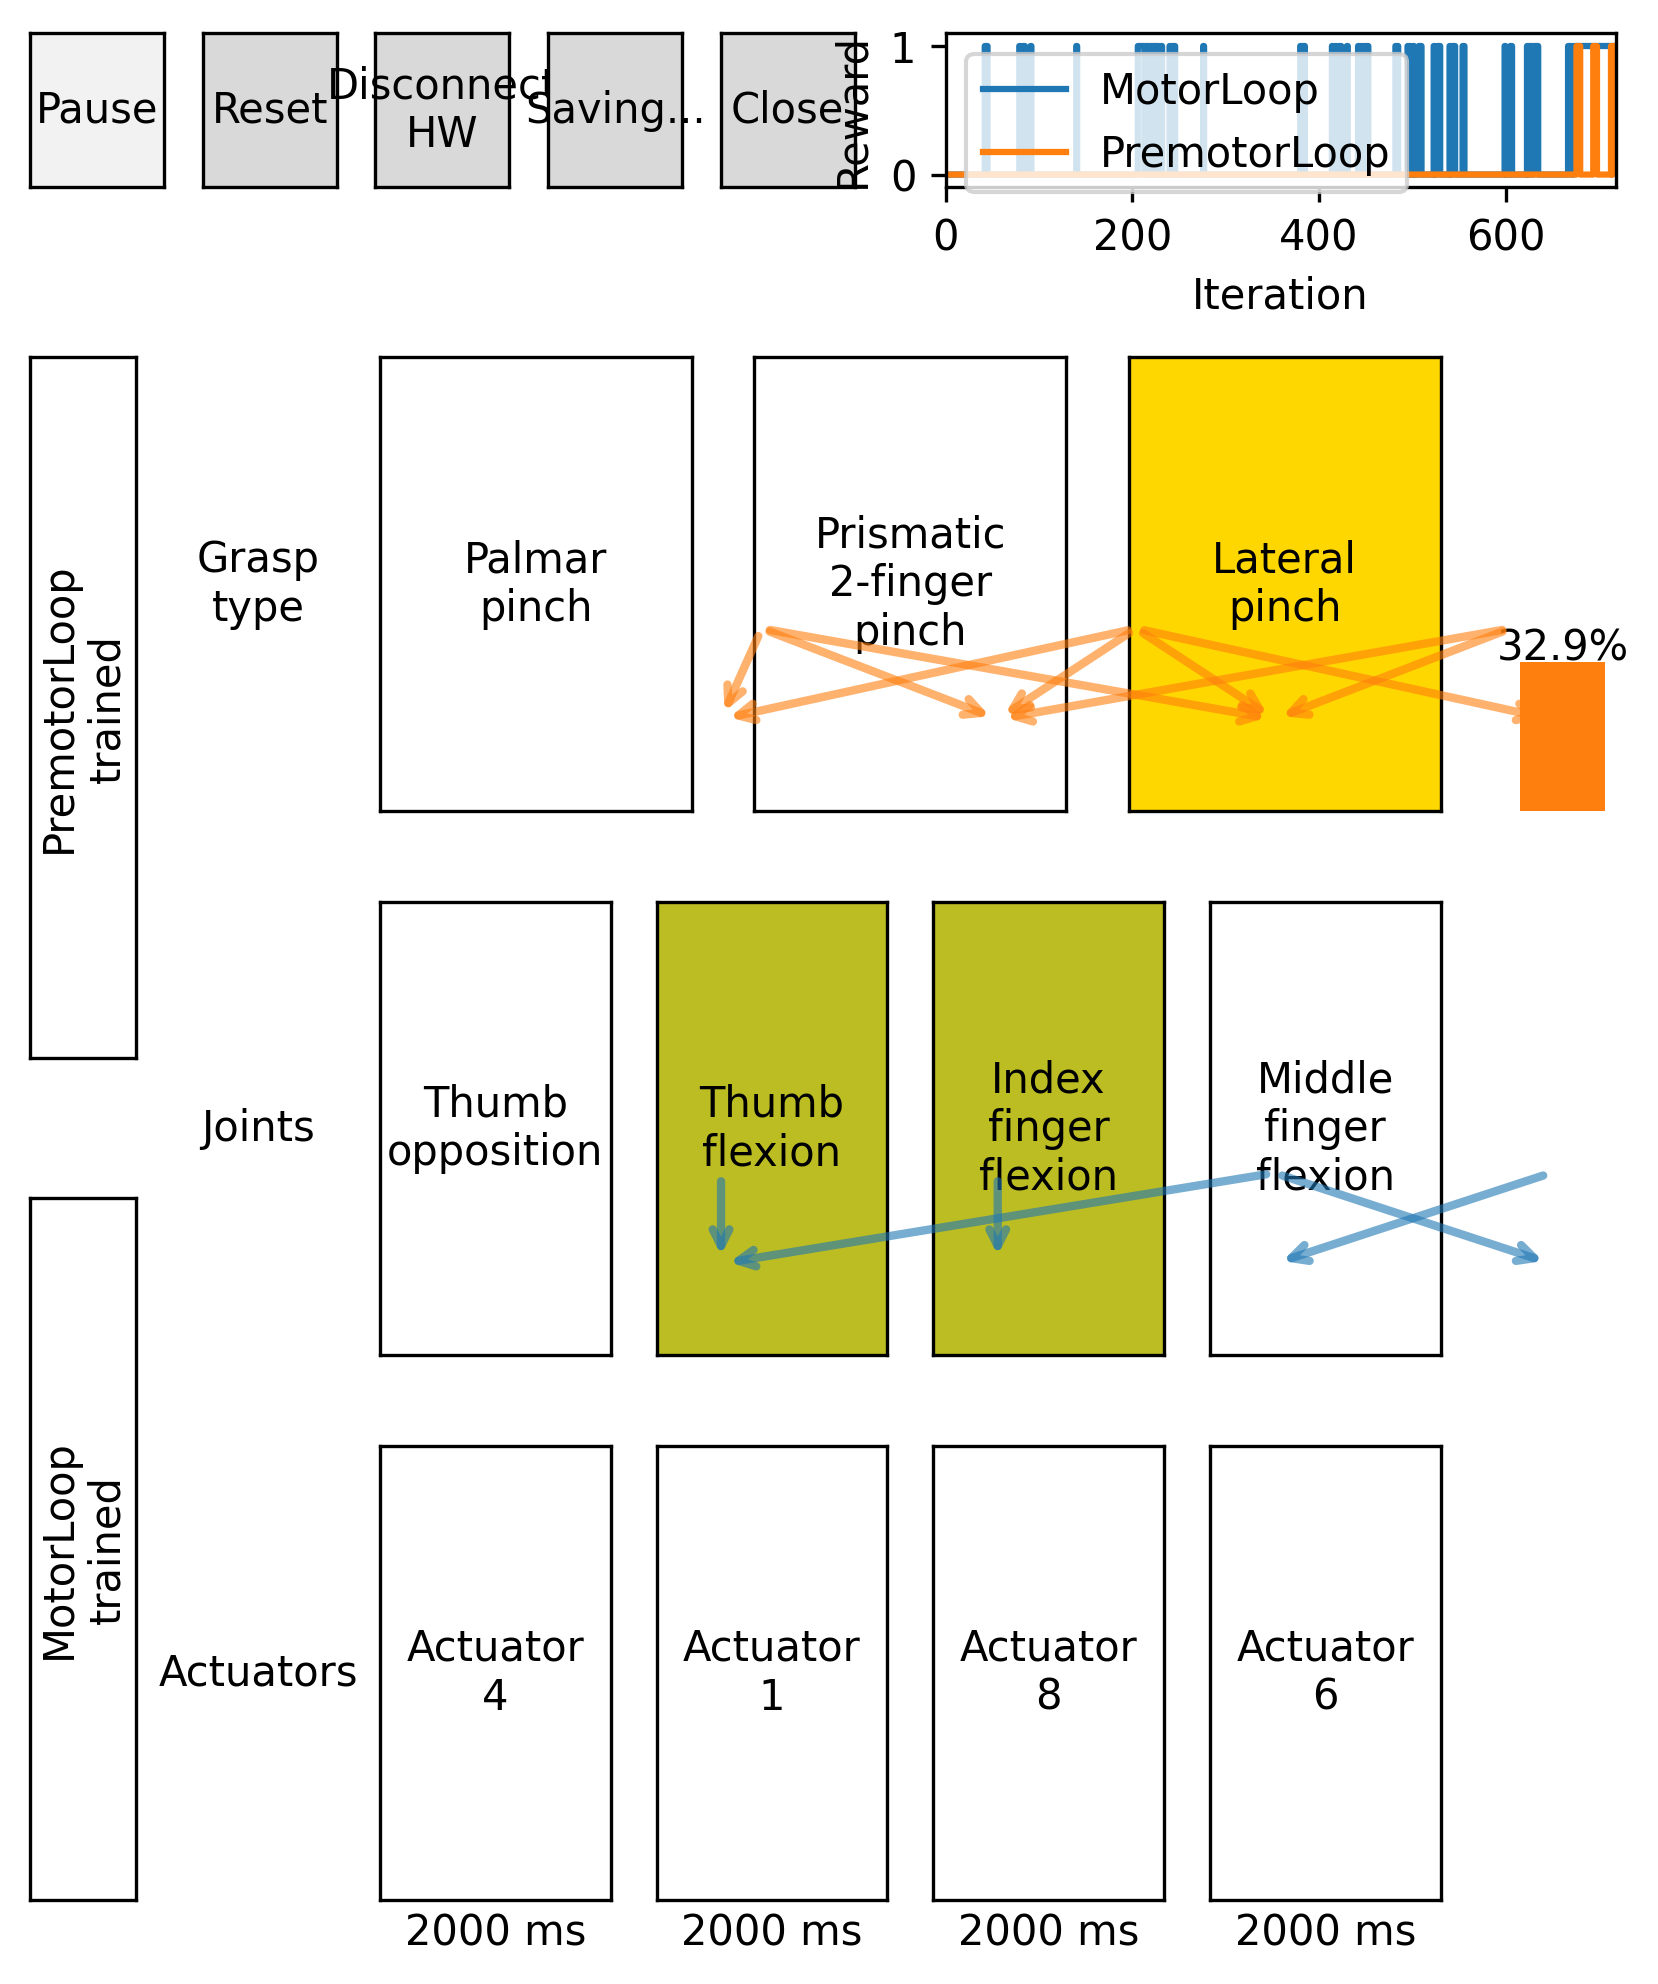 Pause
Reset
Disconnect
HW
Saving...
Close
Reward
1
0
MotorLoop
PremotorLoop
0
200
400
600
Iteration
PremotorLoop
trained
Grasp
type
Palmar
pinch
Prismatic
2-finger
pinch
Lateral
pinch
32.9%
Joints
Thumb
opposition
Thumb
flexion
Index
finger
flexion
Middle
finger
flexion
MotorLoop
trained
Actuators
Actuator
4
Actuator
1
Actuator
8
Actuator
6
2000 ms
2000 ms
2000 ms
2000 ms